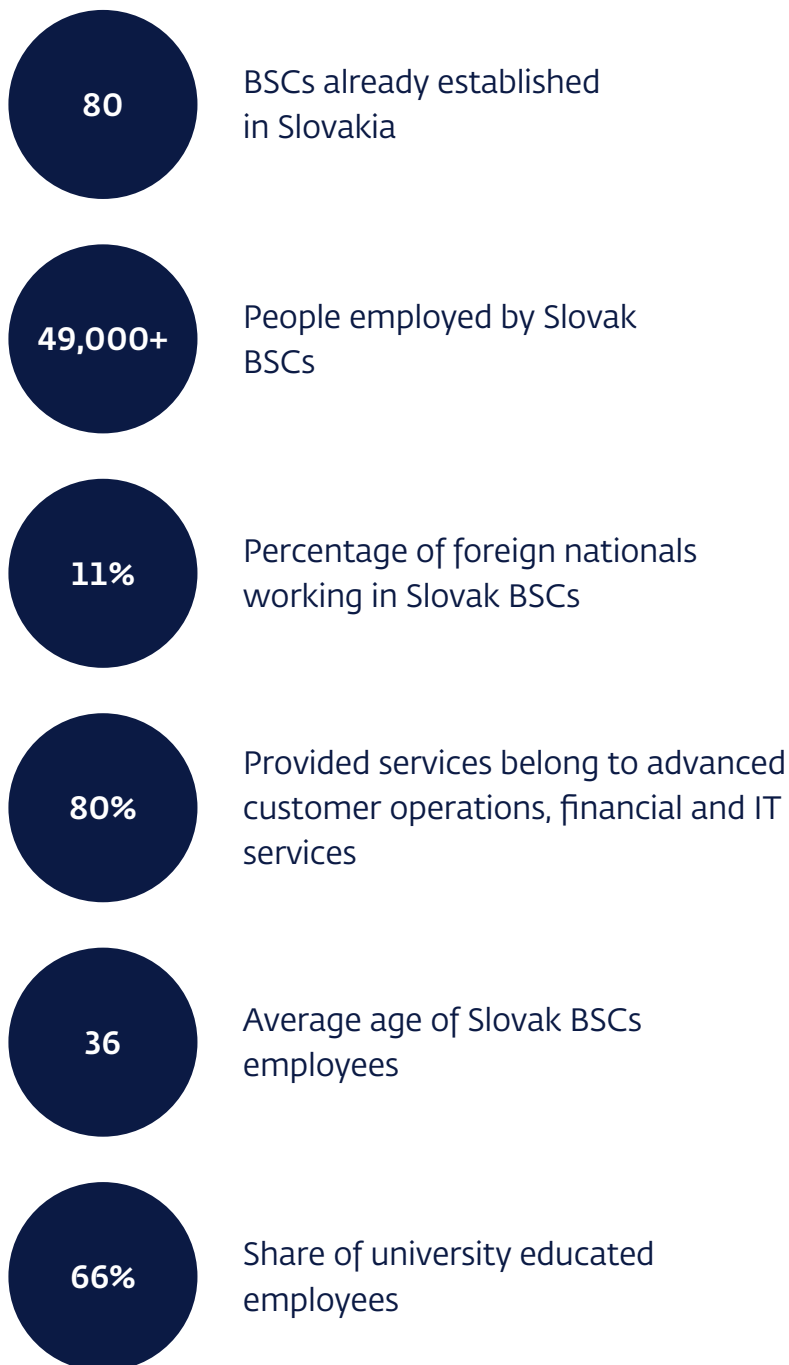 80
BSCs already established
in Slovakia
49,000+
People employed by Slovak
BSCs
11%
Percentage of foreign nationals
working in Slovak BSCs
80%
Provided services belong to advanced
customer operations, financial and IT
services
36
Average age of Slovak BSCs
employees
66%
Share of university educated
employees